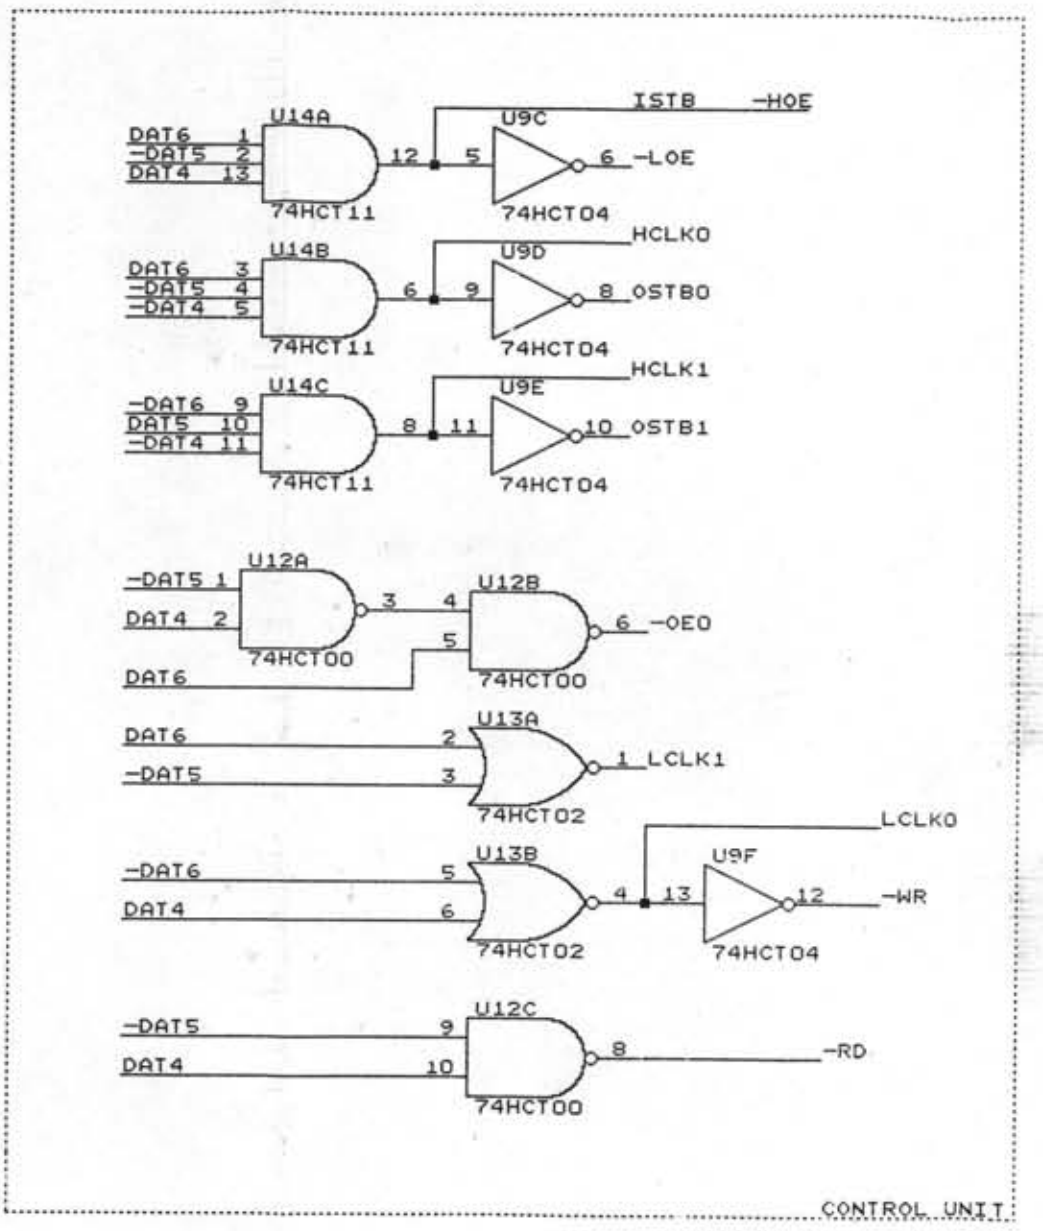 ISTB -HOE
U14A U9C
DAT6 1
-DAT5 2
DAT4 13
12 5 6 -LOE
74HCT11 74HCT04
HCLK0
U14B U9D
DAT6 3
-DAT5 4
-DAT4 5
6 9 8 OSTB0
74HCT11 74HCT04
HCLK1
U14C U9E
-DAT6 9
DAT5 10
-DAT4 11
8 11 10 OSTB1
74HCT11 74HCT04
U12A
-DAT5 1
DAT4 2
3
74HCT00
U12B
4
5
6 -OE0
74HCT00
DAT6
U13A
DAT6 2
-DAT5 3
1 LCLK1
74HCT02
LCLK0
U13B U9F
-DAT6 5
DAT4 6
4 13 12 -WR
74HCT02 74HCT04
U12C
-DAT5 9
DAT4 10
8 -RD
74HCT00
CONTROL UNIT